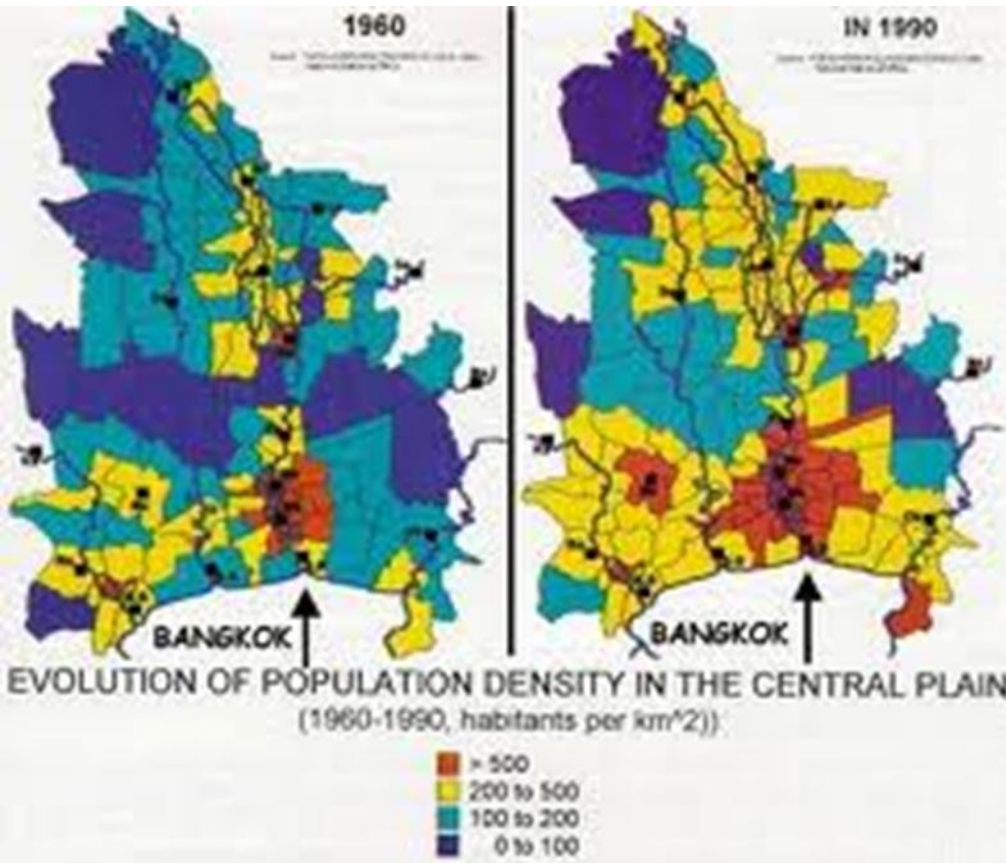 1960
IN 1990
BANGKOK
BANGKOK
EVOLUTION OF POPULATION DENSITY IN THE CENTRAL PLAIN
(1960-1990, habitants per km^2))
> 500
200 to 500
100 to 200
0 to 100